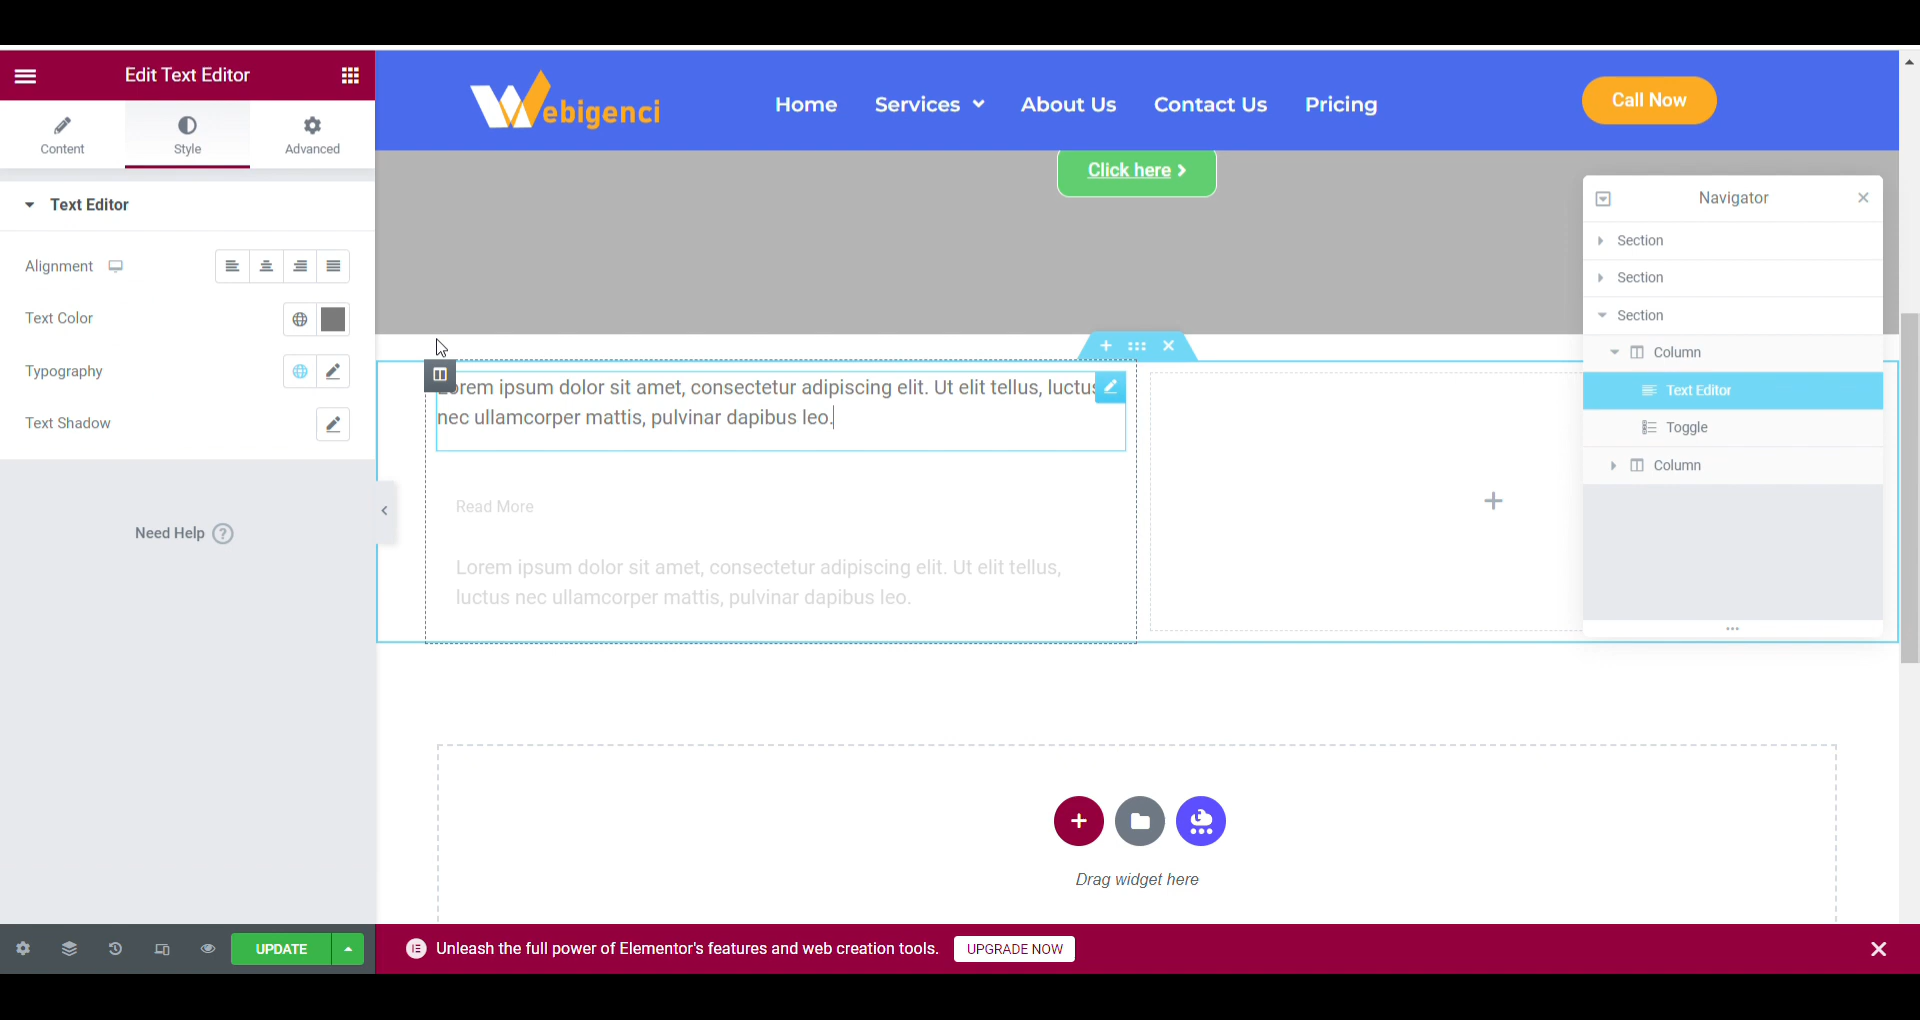 Edit Text Editor
Content
Style
Advanced
Text Editor
Alignment
Text Color
Typography
Text Shadow
Need Help ?
UPDATE
Webigenci
Home
Services
About Us
Contact Us
Pricing
Call Now
Click here
Lorem ipsum dolor sit amet, consectetur adipiscing elit. Ut elit tellus, luctus
nec ullamcorper mattis, pulvinar dapibus leo.
Read More
Lorem ipsum dolor sit amet, consectetur adipiscing elit. Ut elit tellus,
luctus nec ullamcorper mattis, pulvinar dapibus leo.
Navigator
Section
Section
Section
Column
Text Editor
Toggle
Column
Drag widget here
Unleash the full power of Elementor's features and web creation tools.
UPGRADE NOW